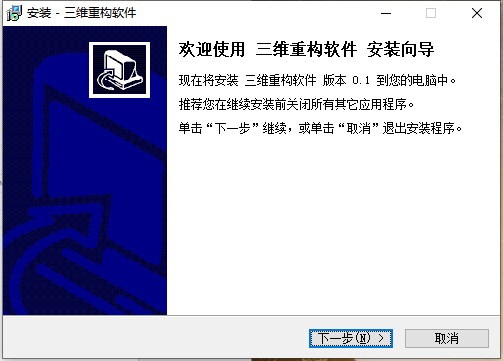 安装 - 三维重构软件
欢迎使用 三维重构软件 安装向导
现在将安装 三维重构软件 版本 0.1 到您的电脑中。
推荐您在继续安装前关闭所有其它应用程序。
单击“下一步”继续，或单击“取消”退出安装程序。
下一步(N) >
取消